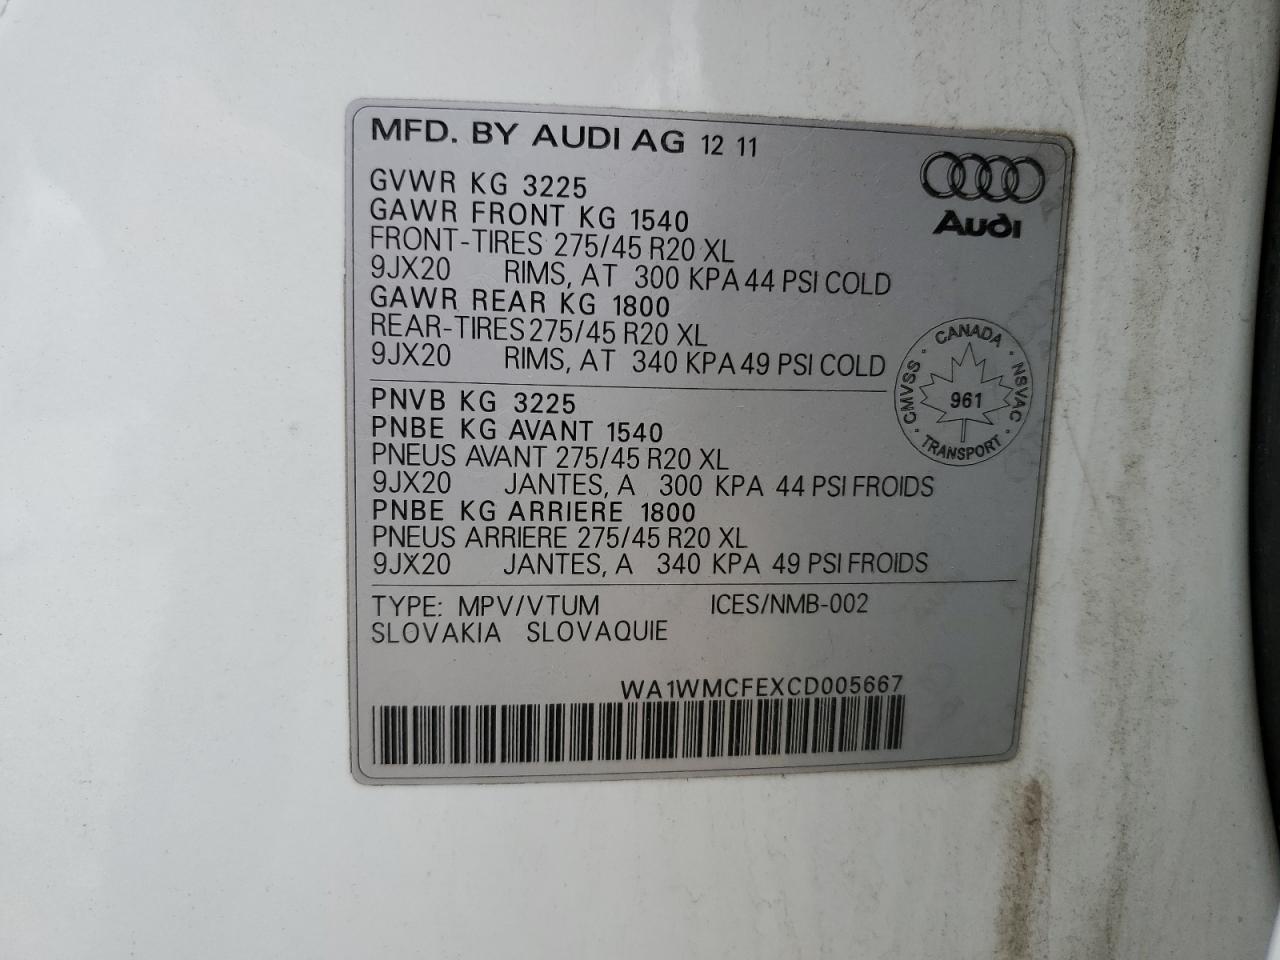 MFD. BY AUDI AG 12 11
Audi
GVWR KG 3225
GAWR FRONT KG 1540
FRONT-TIRES 275/45 R20 XL
9JX20 RIMS, AT 300 KPA 44 PSI COLD
GAWR REAR KG 1800
REAR-TIRES 275/45 R20 XL
9JX20 RIMS, AT 340 KPA 49 PSI COLD
CANADA
CMVSS · NSVAC
961
TRANSPORT
PNVB KG 3225
PNBE KG AVANT 1540
PNEUS AVANT 275/45 R20 XL
9JX20 JANTES, A 300 KPA 44 PSI FROIDS
PNBE KG ARRIERE 1800
PNEUS ARRIERE 275/45 R20 XL
9JX20 JANTES, A 340 KPA 49 PSI FROIDS
TYPE: MPV/VTUM ICES/NMB-002
SLOVAKIA SLOVAQUIE
WA1WMCFEXCD005667